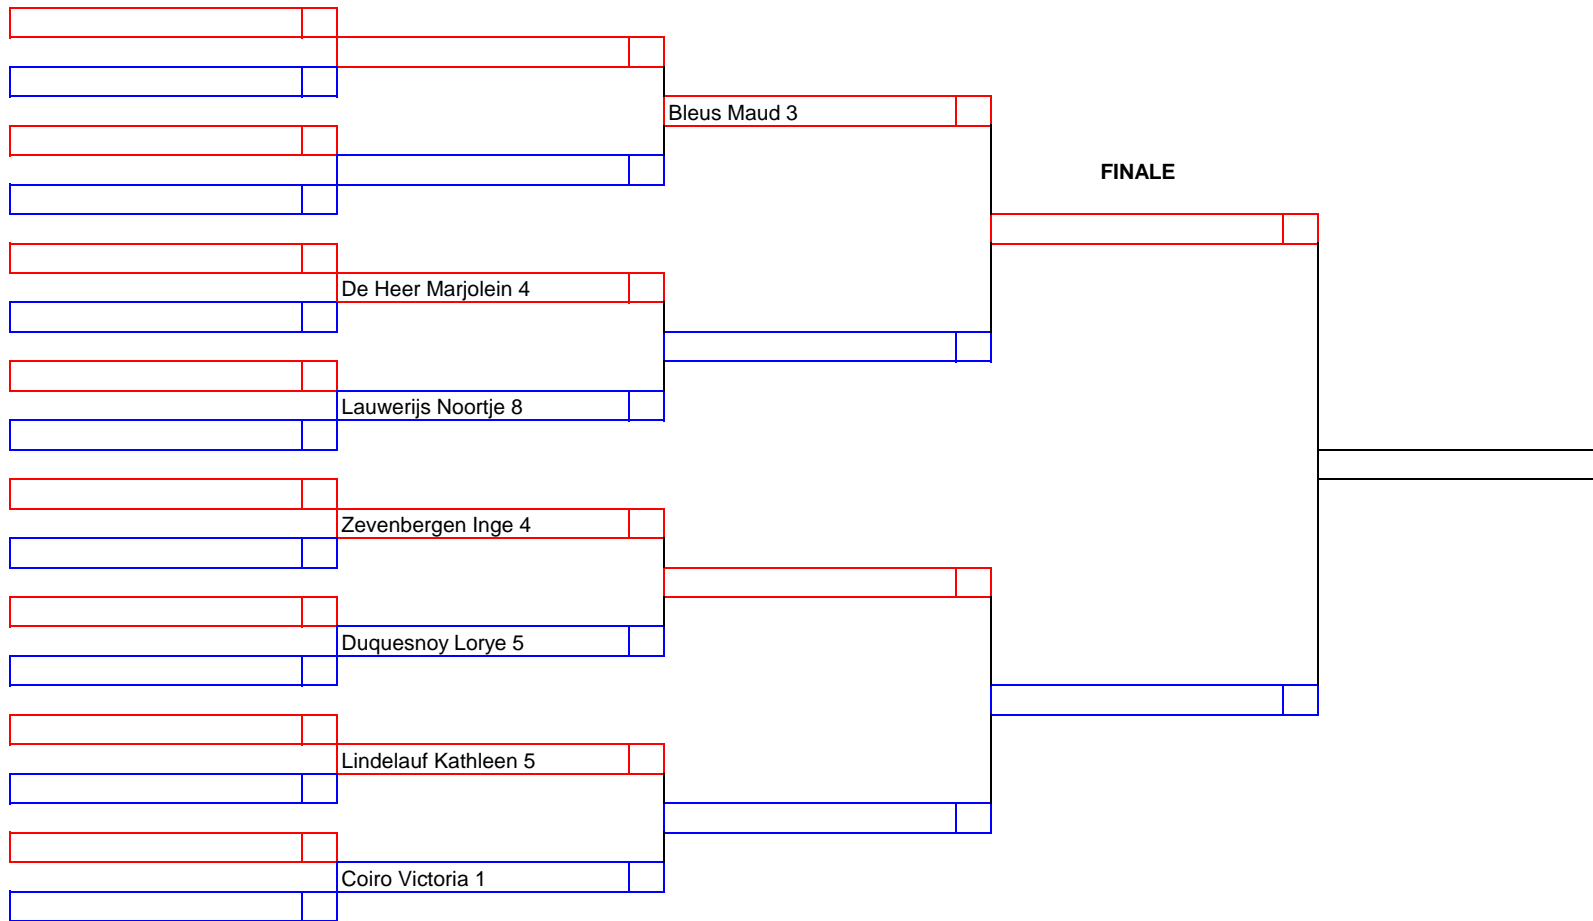 Bleus Maud 3
FINALE
De Heer Marjolein 4
Lauwerijs Noortje 8
Zevenbergen Inge 4
Duquesnoy Lorye 5
Lindelauf Kathleen 5
Coiro Victoria 1